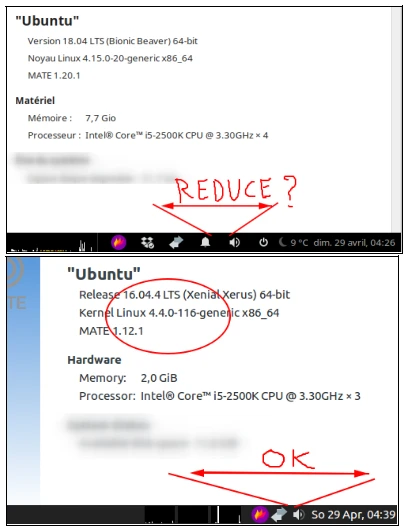 "Ubuntu"
Version 18.04 LTS (Bionic Beaver) 64-bit
Noyau Linux 4.15.0-20-generic x86_64
MATE 1.20.1
Matériel
Mémoire : 7,7 Gio
Processeur : Intel® Core™ i5-2500K CPU @ 3.30GHz × 4
REDUCE ?
9 °C dim. 29 avril, 04:26
"Ubuntu"
Release 16.04.4 LTS (Xenial Xerus) 64-bit
Kernel Linux 4.4.0-116-generic x86_64
MATE 1.12.1
Hardware
Memory: 2,0 GiB
Processor: Intel® Core™ i5-2500K CPU @ 3.30GHz × 3
OK
So 29 Apr, 04:39